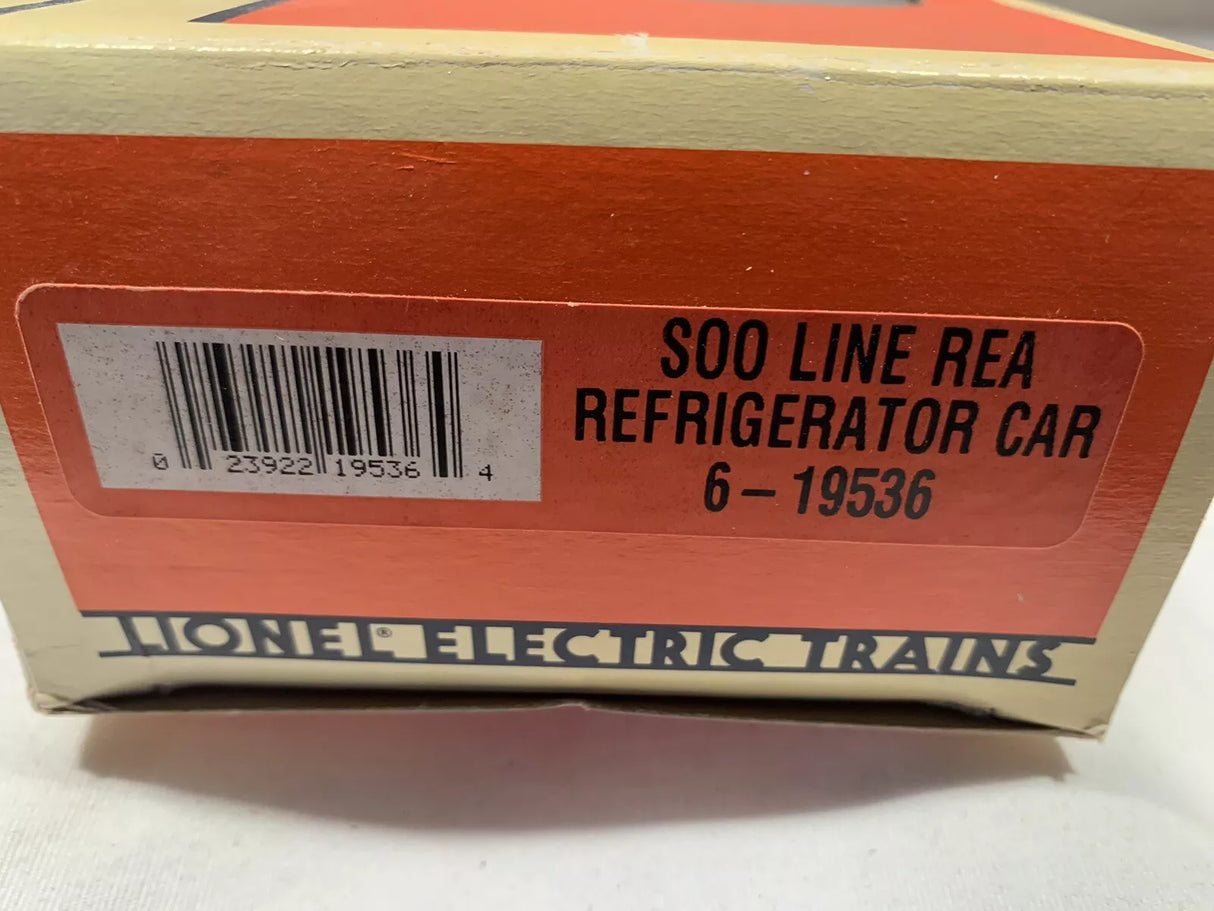 SOO LINE REA
REFRIGERATOR CAR
6-19536
0 23922 19536 4
LIONEL® ELECTRIC TRAINS